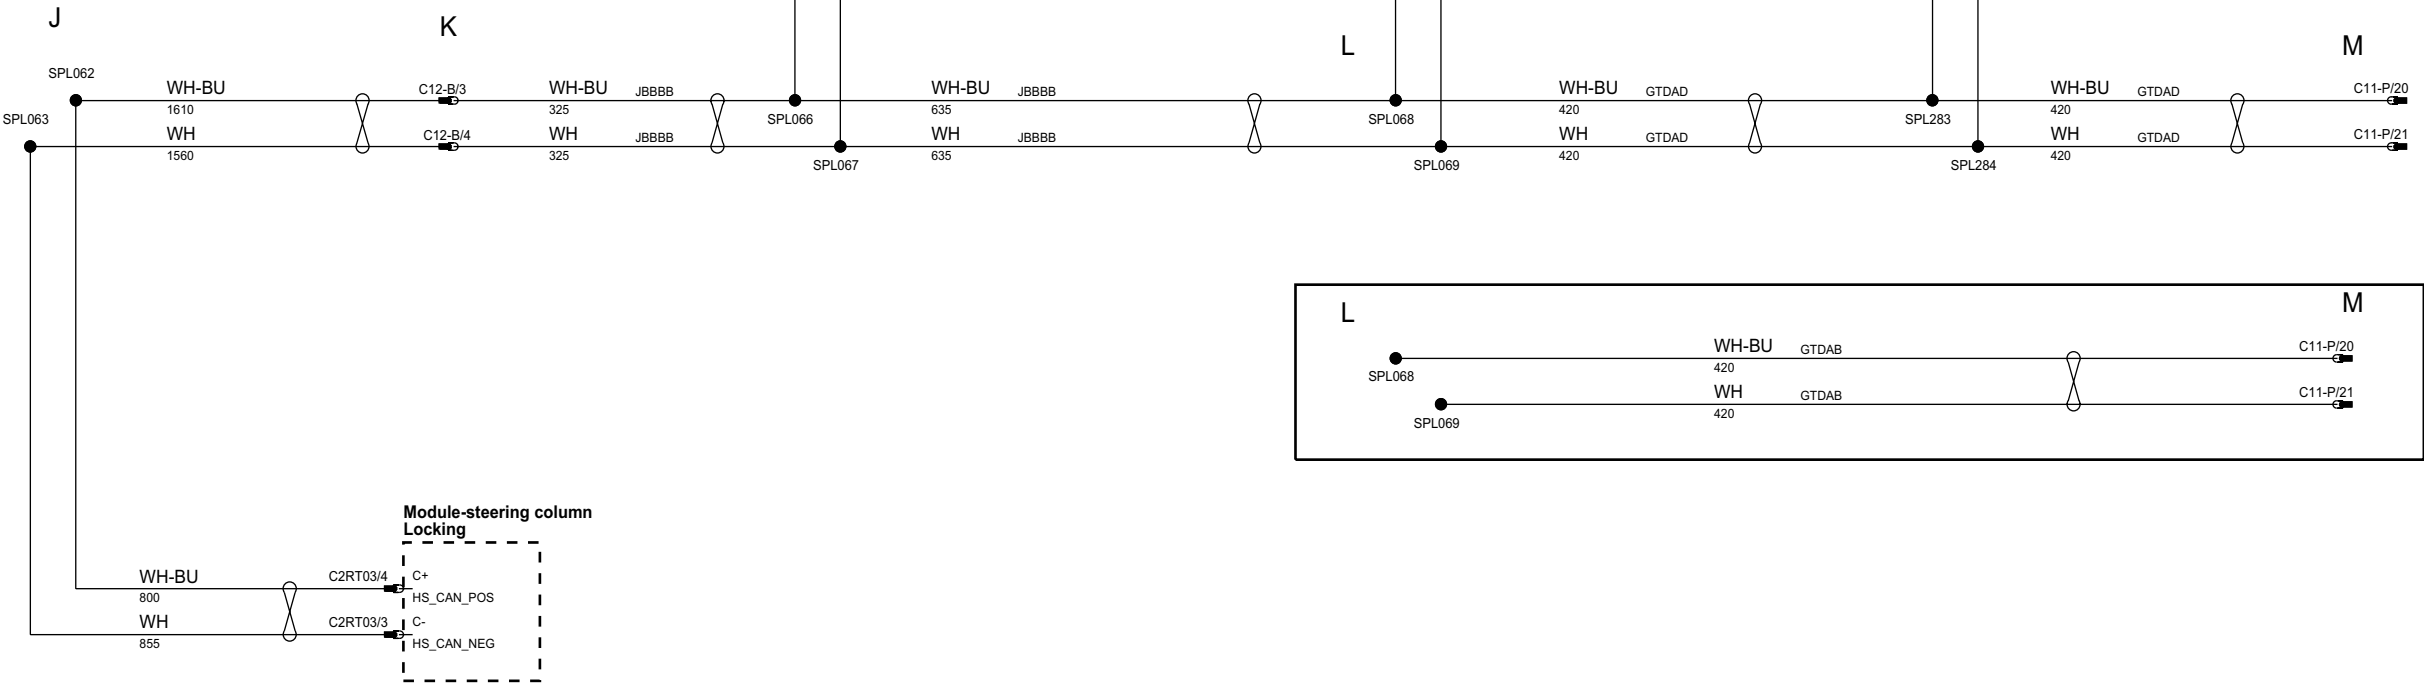 J
K
L
M
SPL062
WH-BU
C12-B/3
WH-BU
JBBBB
WH-BU
JBBBB
WH-BU
GTDAD
WH-BU
GTDAD
C11-P/20
1610
325
SPL066
635
SPL068
420
SPL283
420
SPL063
WH
C12-B/4
WH
JBBBB
WH
JBBBB
WH
GTDAD
WH
GTDAD
C11-P/21
1560
325
SPL067
635
SPL069
420
SPL284
420
L
M
WH-BU
GTDAB
C11-P/20
SPL068
420
WH
GTDAB
C11-P/21
SPL069
420
Module-steering column
Locking
WH-BU
C2RT03/4
C+
800
HS_CAN_POS
WH
C2RT03/3
C-
855
HS_CAN_NEG